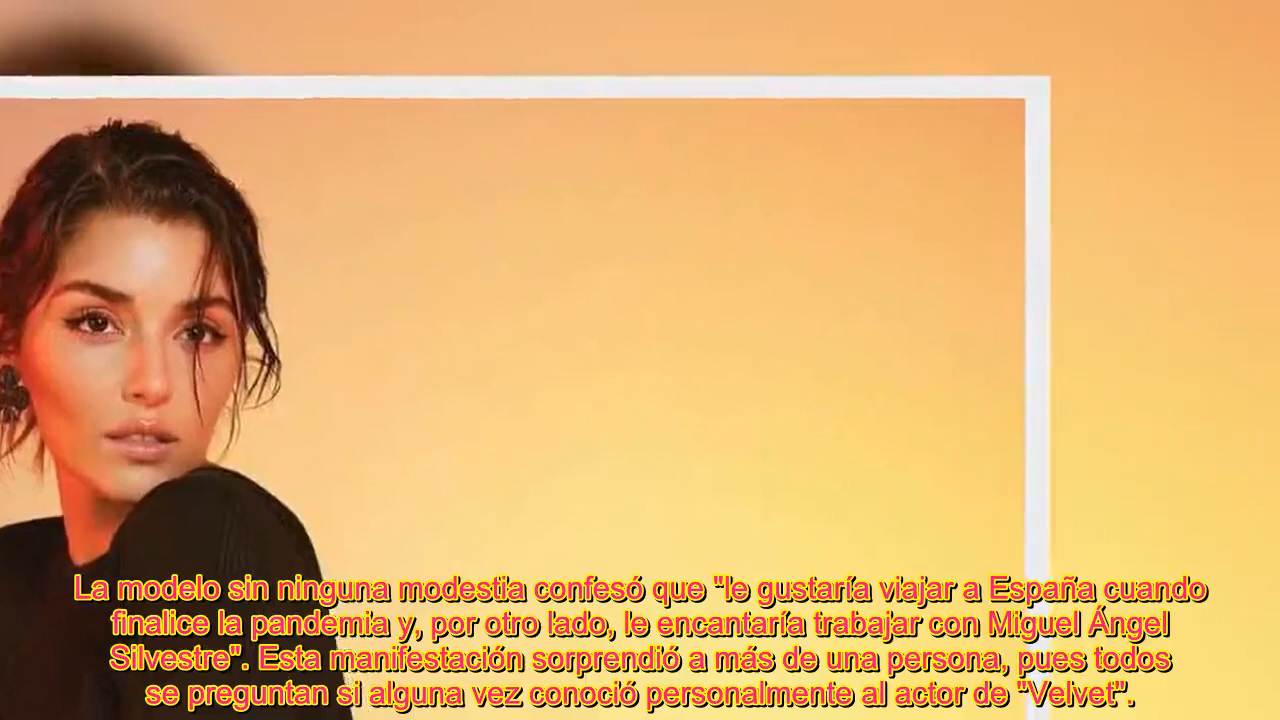 La modelo sin ninguna modestia confesó que "le gustaría viajar a España cuando
finalice la pandemia y, por otro lado, le encantaría trabajar con Miguel Ángel
Silvestre". Esta manifestación sorprendió a más de una persona, pues todos
se preguntan si alguna vez conoció personalmente al actor de "Velvet".